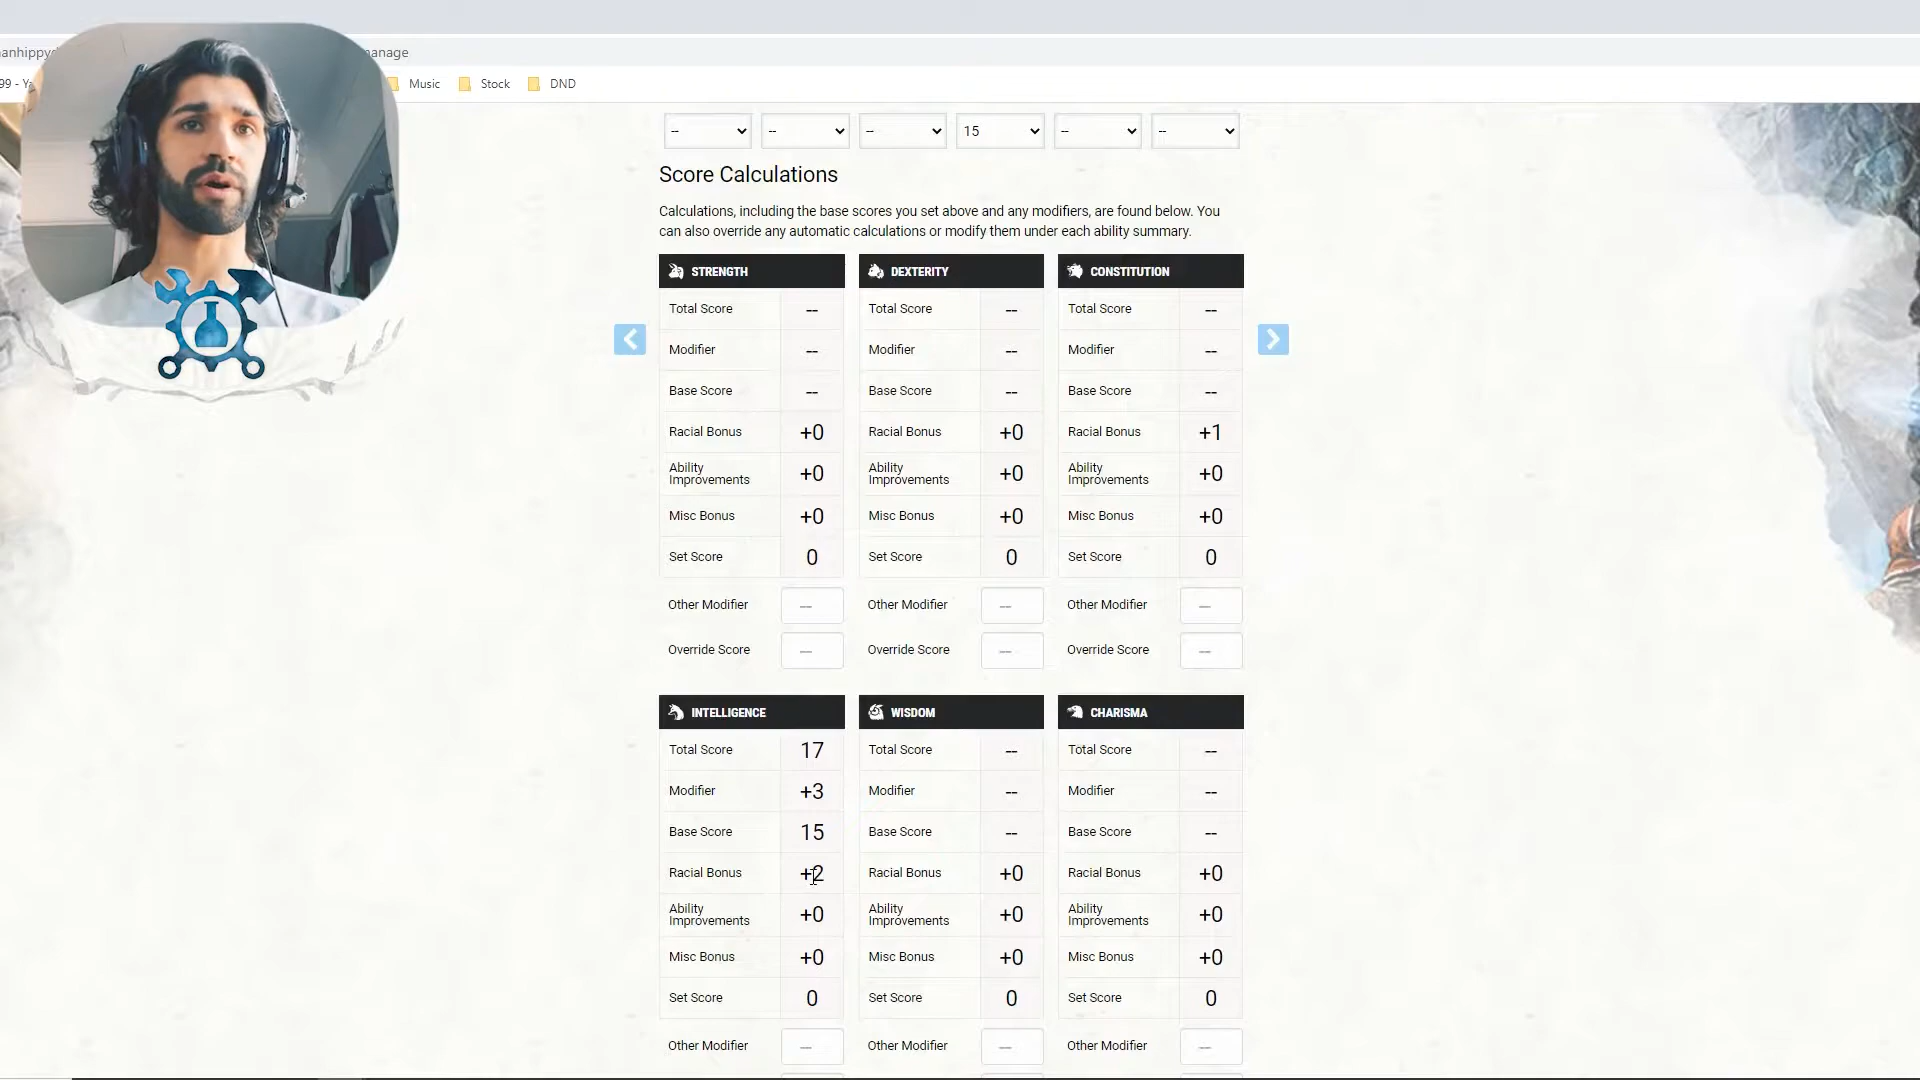 anhippy
anage
99 - Y
Music
Stock
DND
-- -- -- 15 -- --
Score Calculations
Calculations, including the base scores you set above and any modifiers, are found below. You
can also override any automatic calculations or modify them under each ability summary.
STRENGTH DEXTERITY CONSTITUTION
Total Score -- Total Score -- Total Score --
Modifier -- Modifier -- Modifier --
Base Score -- Base Score -- Base Score --
Racial Bonus +0 Racial Bonus +0 Racial Bonus +1
Ability Improvements +0 Ability Improvements +0 Ability Improvements +0
Misc Bonus +0 Misc Bonus +0 Misc Bonus +0
Set Score 0 Set Score 0 Set Score 0
Other Modifier -- Other Modifier -- Other Modifier --
Override Score -- Override Score -- Override Score --
INTELLIGENCE WISDOM CHARISMA
Total Score 17 Total Score -- Total Score --
Modifier +3 Modifier -- Modifier --
Base Score 15 Base Score -- Base Score --
Racial Bonus +2 Racial Bonus +0 Racial Bonus +0
Ability Improvements +0 Ability Improvements +0 Ability Improvements +0
Misc Bonus +0 Misc Bonus +0 Misc Bonus +0
Set Score 0 Set Score 0 Set Score 0
Other Modifier -- Other Modifier -- Other Modifier --